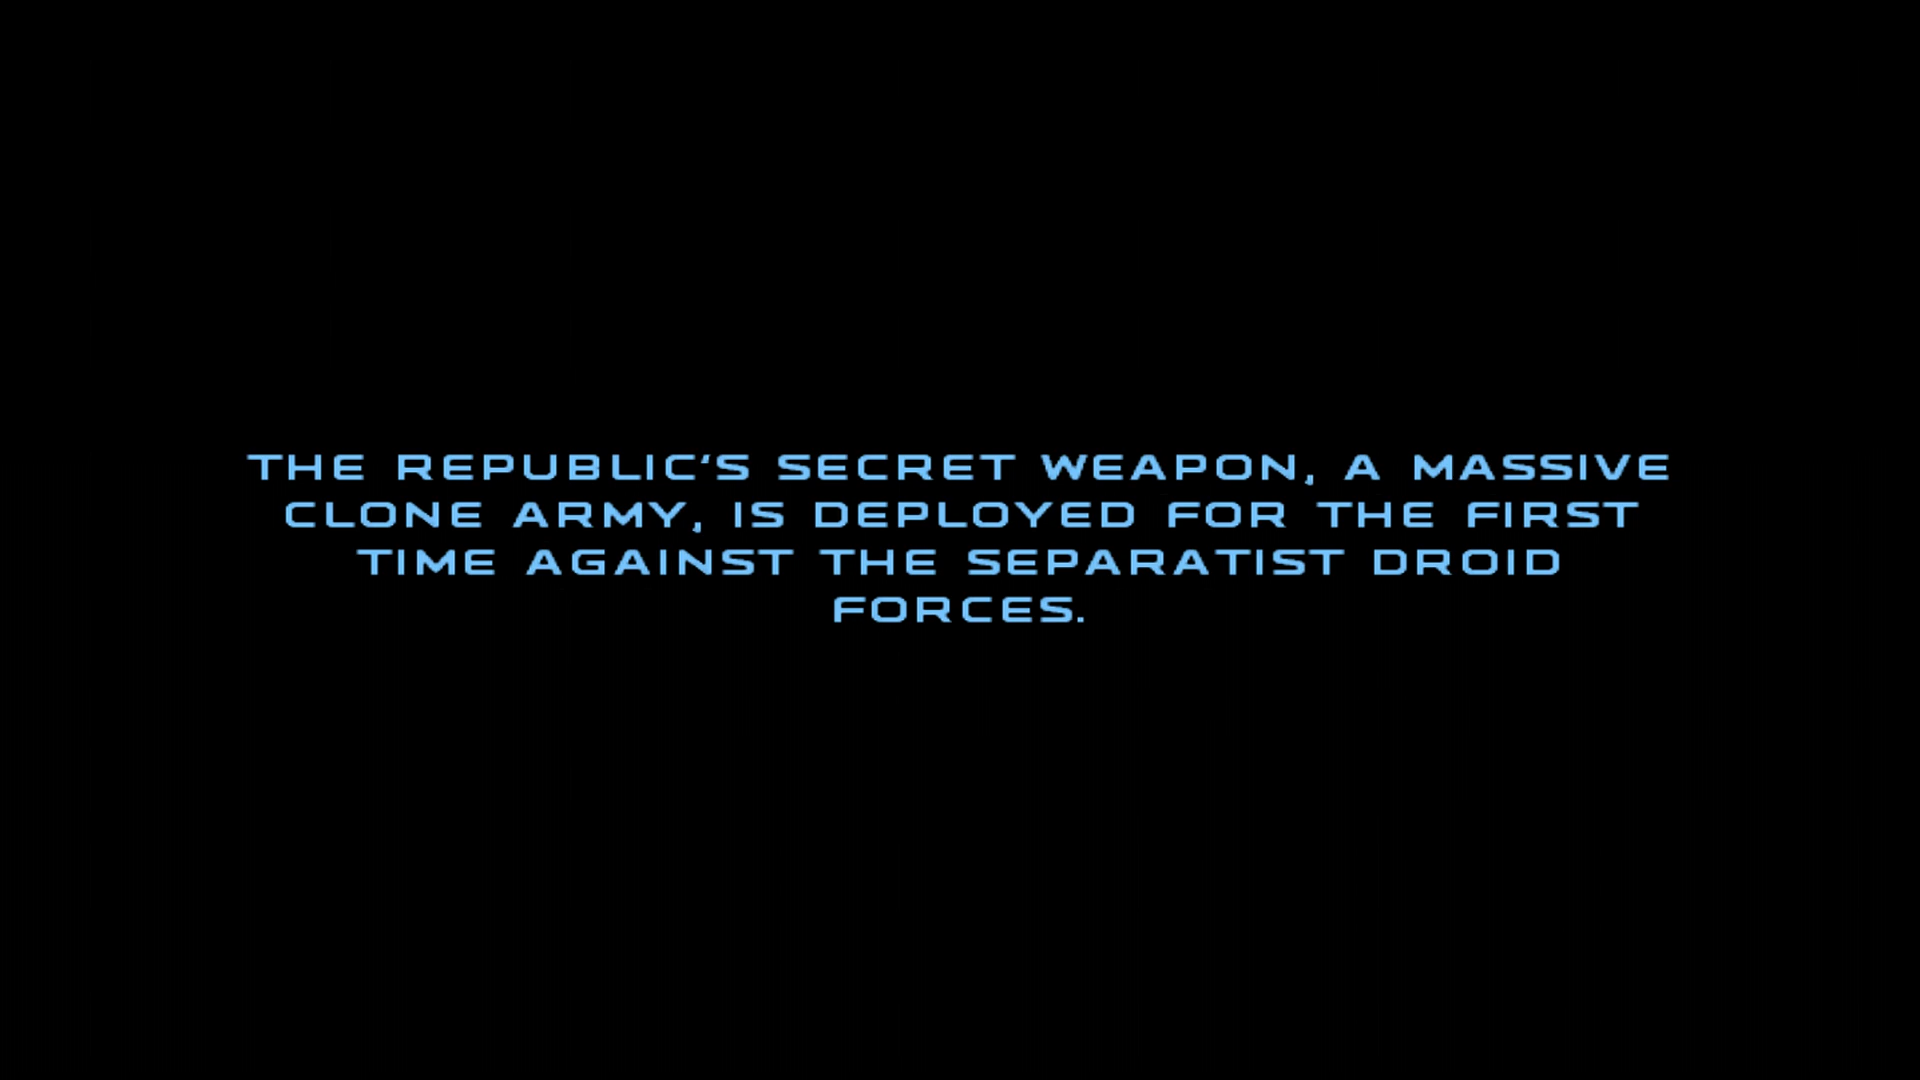 THE REPUBLIC'S SECRET WEAPON, A MASSIVE
CLONE ARMY, IS DEPLOYED FOR THE FIRST
TIME AGAINST THE SEPARATIST DROID
FORCES.